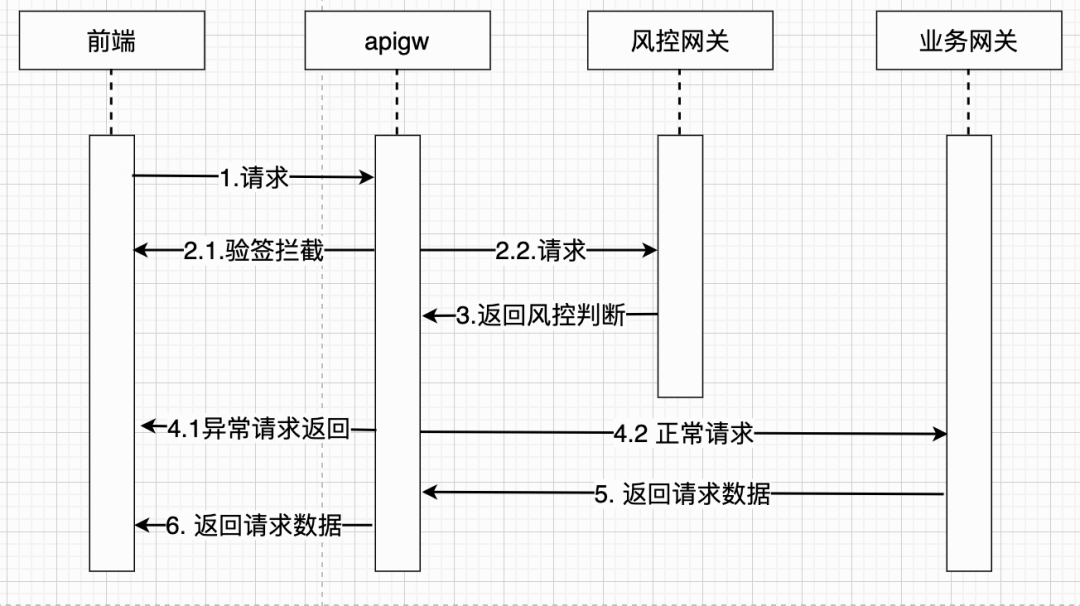 前端
apigw
风控网关
业务网关
1.请求
2.1.验签拦截
2.2.请求
3.返回风控判断
4.1异常请求返回
4.2 正常请求
5. 返回请求数据
6. 返回请求数据